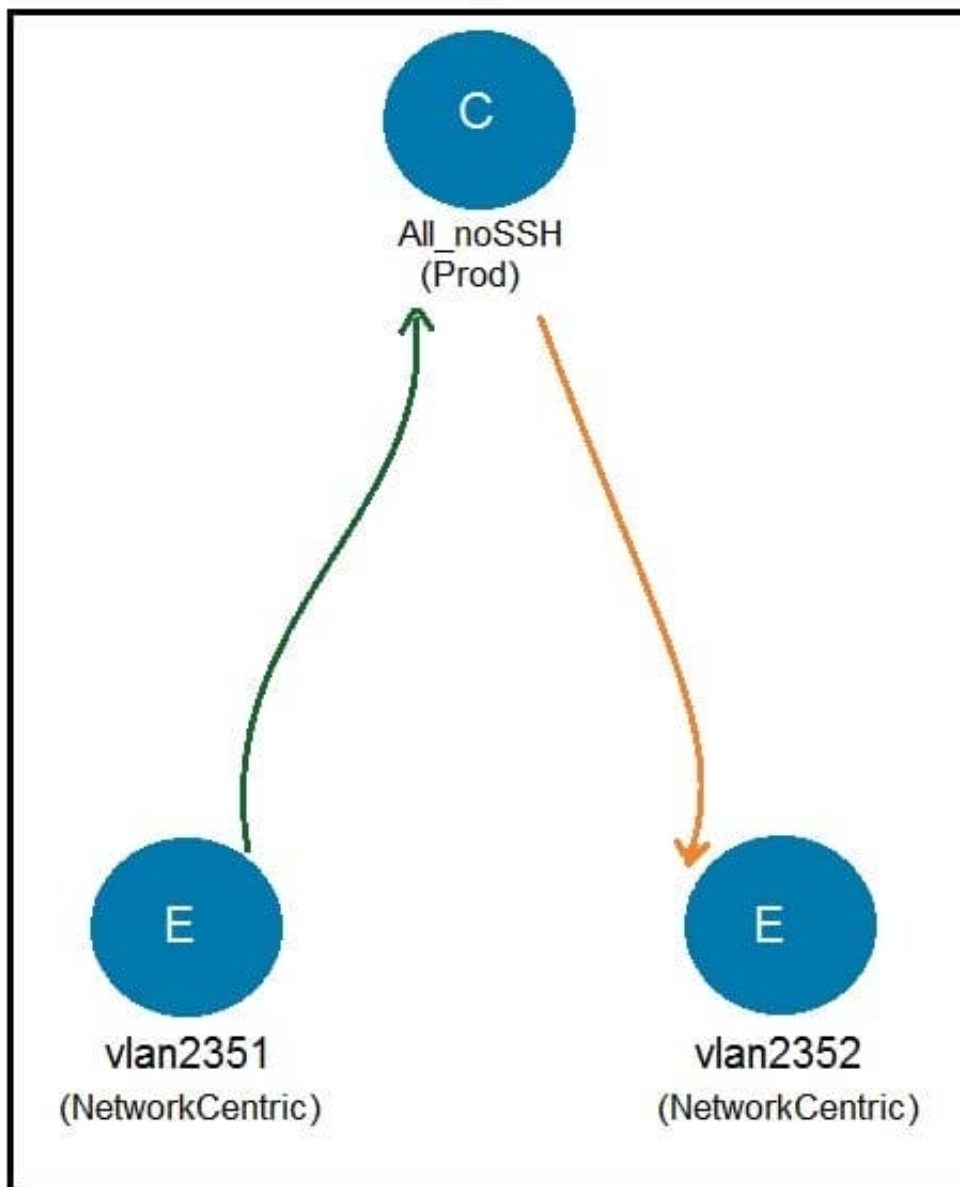 C
All_noSSH
(Prod)
E
E
vlan2351
vlan2352
(NetworkCentric)
(NetworkCentric)